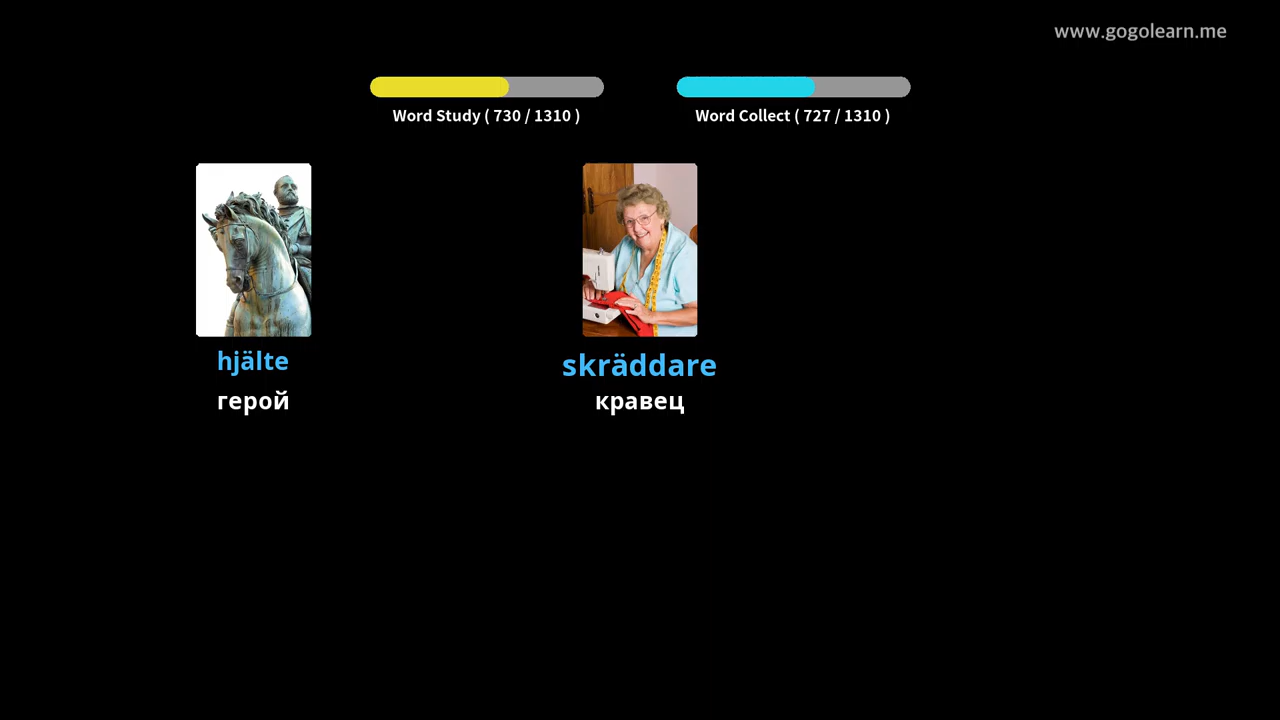 www.gogolearn.me
Word Study ( 730 / 1310 )
Word Collect ( 727 / 1310 )
hjälte
герой
skräddare
кравец